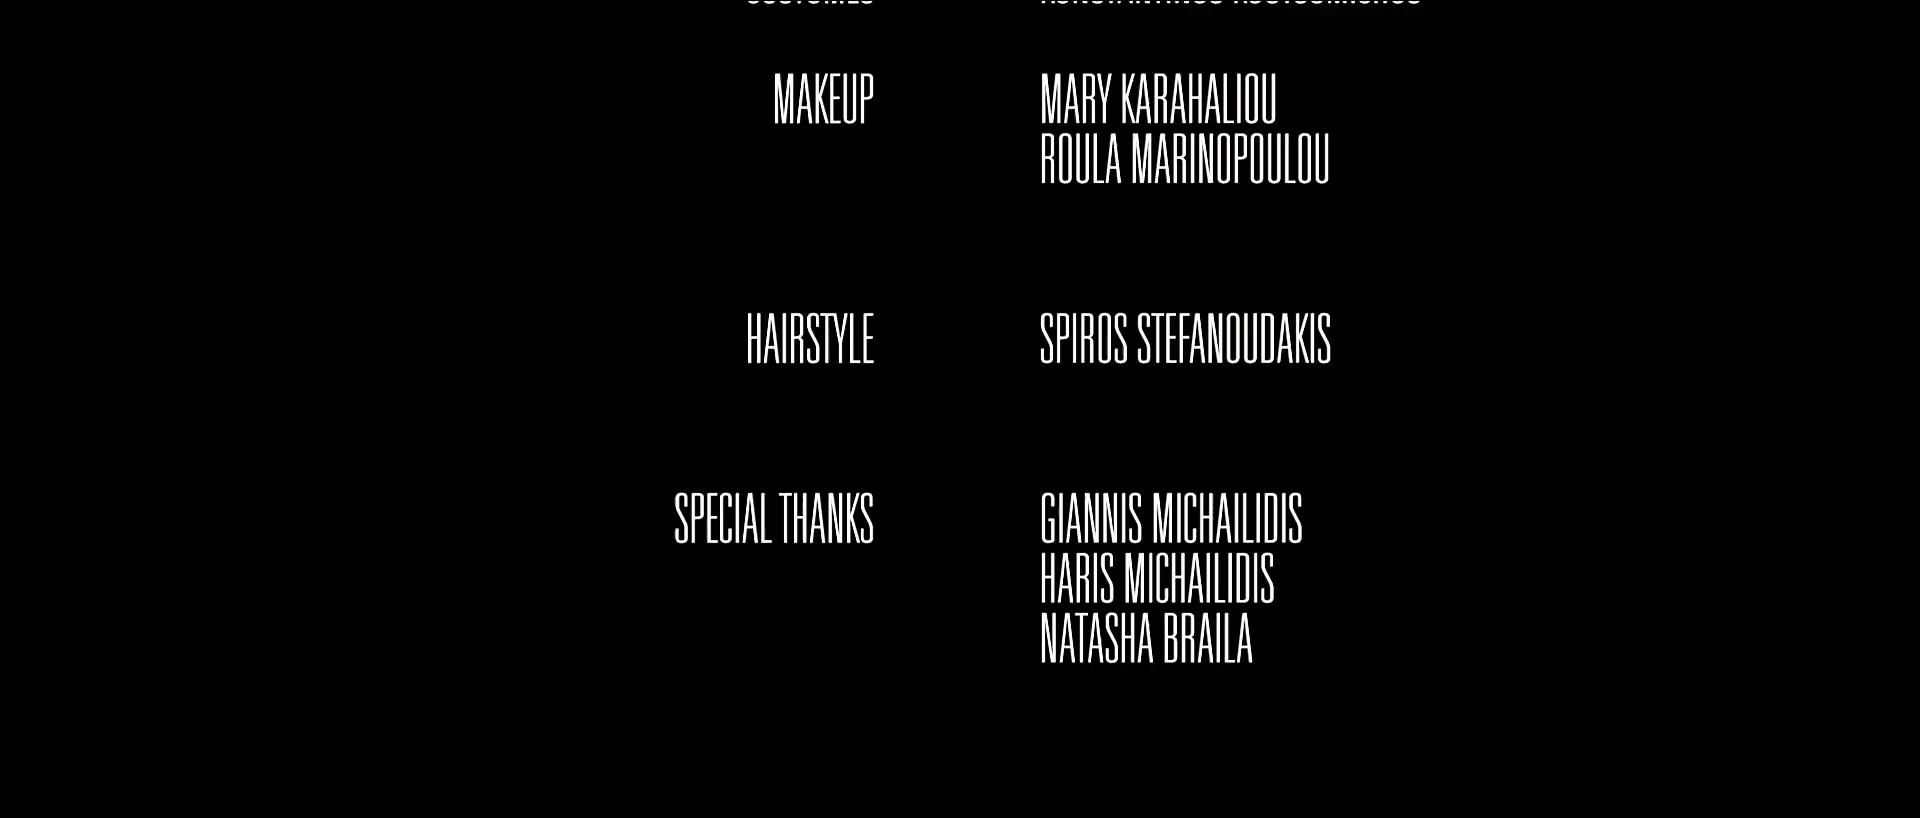 MAKEUP MARY KARAHALIOU
ROULA MARINOPOULOU
HAIRSTYLE SPIROS STEFANOUDAKIS
SPECIAL THANKS GIANNIS MICHAILIDIS
HARIS MICHAILIDIS
NATASHA BRAILA